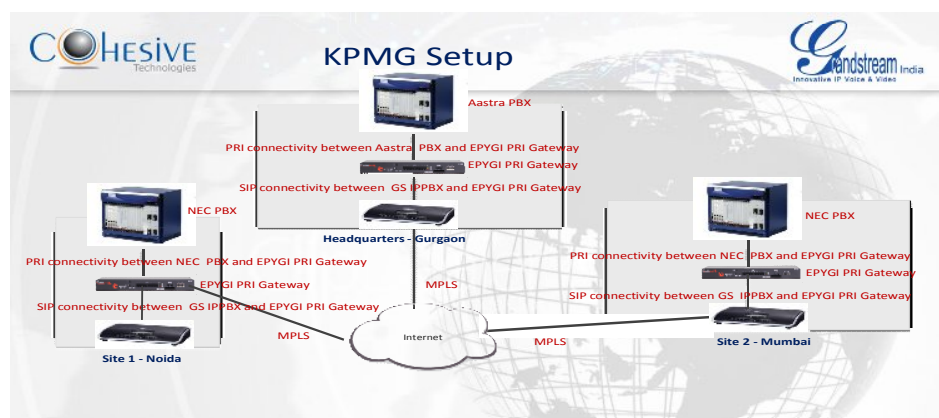 COHESIVE
Technologies
KPMG Setup
Grandstream India
Innovative IP Voice & Video
Aastra PBX
PRI connectivity between Aastra PBX and EPYGI PRI Gateway
EPYGI PRI Gateway
SIP connectivity between GS IPPBX and EPYGI PRI Gateway
Headquarters - Gurgaon
NEC PBX
PRI connectivity between NEC PBX and EPYGI PRI Gateway
EPYGI PRI Gateway
SIP connectivity between GS IPPBX and EPYGI PRI Gateway
Site 1 - Noida
NEC PBX
PRI connectivity between NEC PBX and EPYGI PRI Gateway
EPYGI PRI Gateway
SIP connectivity between GS IPPBX and EPYGI PRI Gateway
Site 2 - Mumbai
MPLS
MPLS
Internet
MPLS